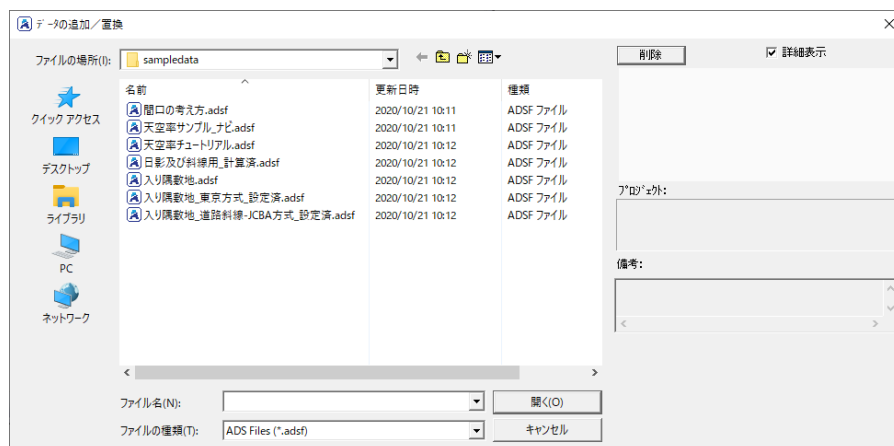 データの追加／置換
ファイルの場所(I):
sampledata
削除
詳細表示
名前
更新日時
種類
間口の考え方.adsf
2020/10/21 10:11
ADSF ファイル
天空率サンプル_ナビ.adsf
2020/10/21 10:11
ADSF ファイル
天空率チュートリアル.adsf
2020/10/21 10:12
ADSF ファイル
日影及び斜線用_計算済.adsf
2020/10/21 10:12
ADSF ファイル
入り隅敷地.adsf
2020/10/21 10:12
ADSF ファイル
入り隅敷地_東京方式_設定済.adsf
2020/10/21 10:12
ADSF ファイル
入り隅敷地_道路斜線-JCBA方式_設定済.adsf
2020/10/21 10:12
ADSF ファイル
クイック アクセス
デスクトップ
ライブラリ
PC
ネットワーク
プロジェクト:
備考:
ファイル名(N):
開く(O)
ファイルの種類(T):
ADS Files (*.adsf)
キャンセル